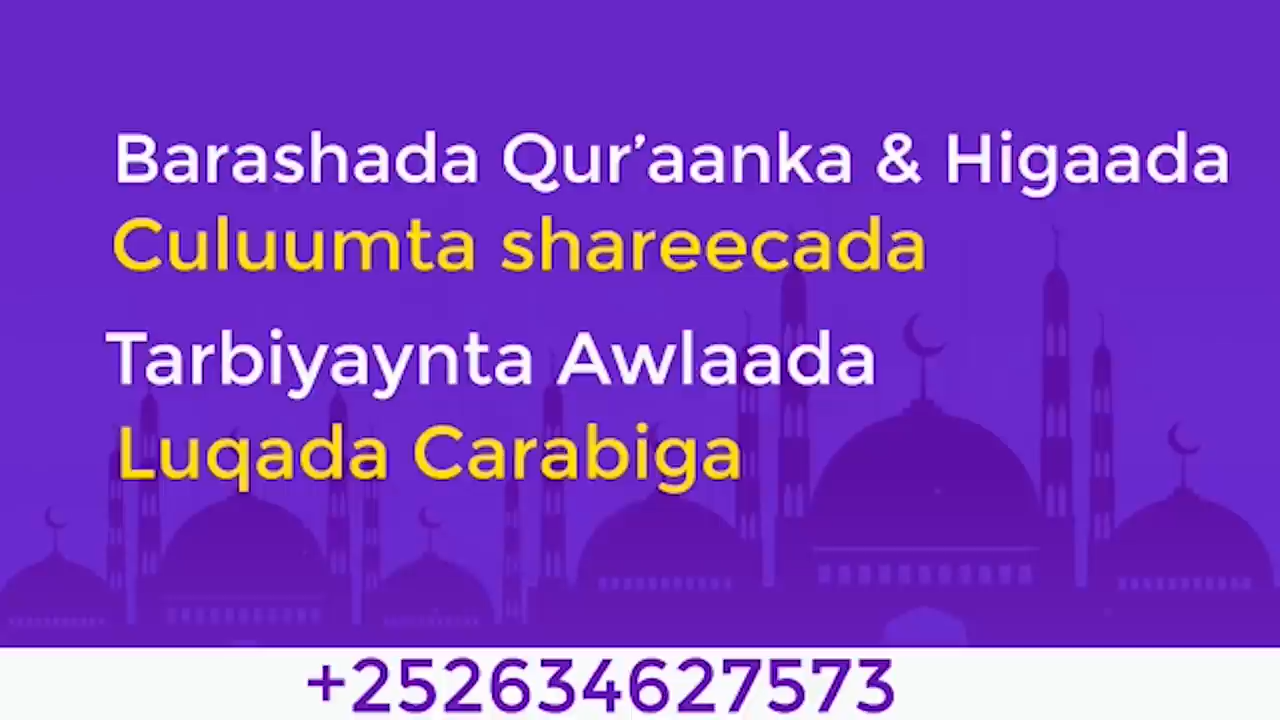 Barashada Qur’aanka & Higaada
Culuumta shareecada
Tarbiyaynta Awlaada
Luqada Carabiga
+252634627573